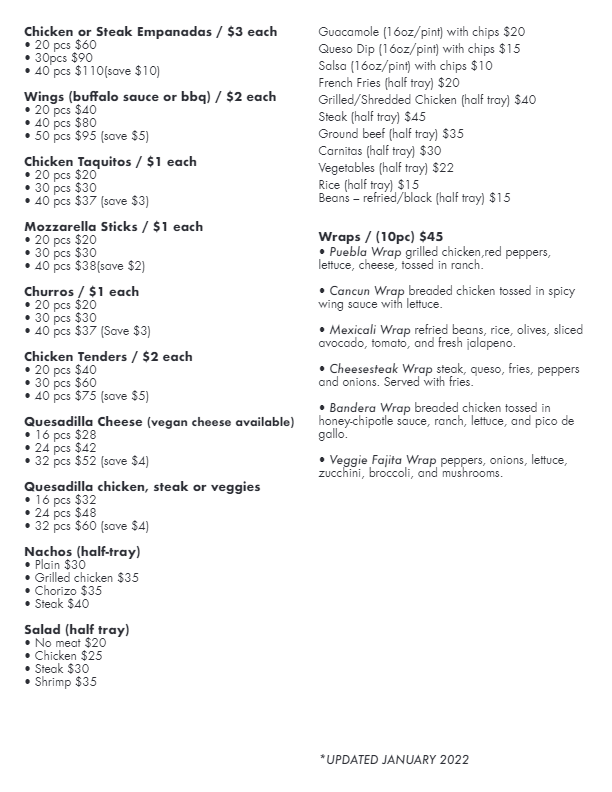 Chicken or Steak Empanadas / $3 each
• 20 pcs $60
• 30pcs $90
• 40 pcs $110(save $10)
Wings (buffalo sauce or bbq) / $2 each
• 20 pcs $40
• 40 pcs $80
• 50 pcs $95 (save $5)
Chicken Taquitos / $1 each
• 20 pcs $20
• 30 pcs $30
• 40 pcs $37 (save $3)
Mozzarella Sticks / $1 each
• 20 pcs $20
• 30 pcs $30
• 40 pcs $38(save $2)
Churros / $1 each
• 20 pcs $20
• 30 pcs $30
• 40 pcs $37 (Save $3)
Chicken Tenders / $2 each
• 20 pcs $40
• 30 pcs $60
• 40 pcs $75 (save $5)
Quesadilla Cheese (vegan cheese available)
• 16 pcs $28
• 24 pcs $42
• 32 pcs $52 (save $4)
Quesadilla chicken, steak or veggies
• 16 pcs $32
• 24 pcs $48
• 32 pcs $60 (save $4)
Nachos (half-tray)
• Plain $30
• Grilled chicken $35
• Chorizo $35
• Steak $40
Salad (half tray)
• No meat $20
• Chicken $25
• Steak $30
• Shrimp $35
Guacamole (16oz/pint) with chips $20
Queso Dip (16oz/pint) with chips $15
Salsa (16oz/pint) with chips $10
French Fries (half tray) $20
Grilled/Shredded Chicken (half tray) $40
Steak (half tray) $45
Ground beef (half tray) $35
Carnitas (half tray) $30
Vegetables (half tray) $22
Rice (half tray) $15
Beans – refried/black (half tray) $15
Wraps / (10pc) $45
• Puebla Wrap grilled chicken,red peppers,
lettuce, cheese, tossed in ranch.
• Cancun Wrap breaded chicken tossed in spicy
wing sauce with lettuce.
• Mexicali Wrap refried beans, rice, olives, sliced
avocado, tomato, and fresh jalapeno.
• Cheesesteak Wrap steak, queso, fries, peppers
and onions. Served with fries.
• Bandera Wrap breaded chicken tossed in
honey-chipotle sauce, ranch, lettuce, and pico de
gallo.
• Veggie Fajita Wrap peppers, onions, lettuce,
zucchini, broccoli, and mushrooms.
*UPDATED JANUARY 2022